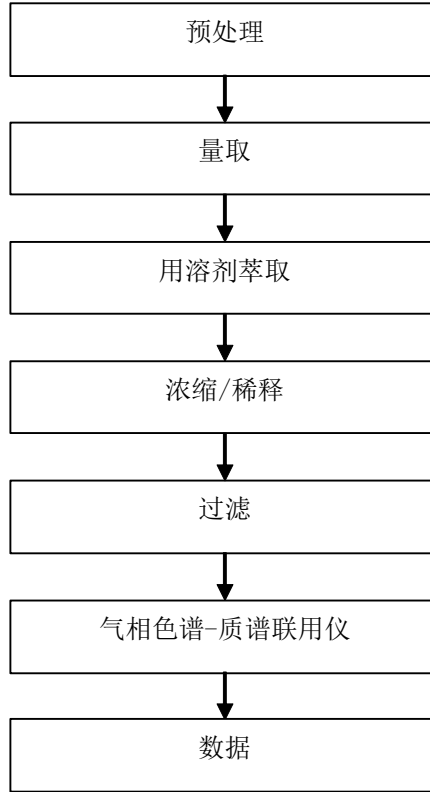 预处理
量取
用溶剂萃取
浓缩/稀释
过滤
气相色谱-质谱联用仪
数据